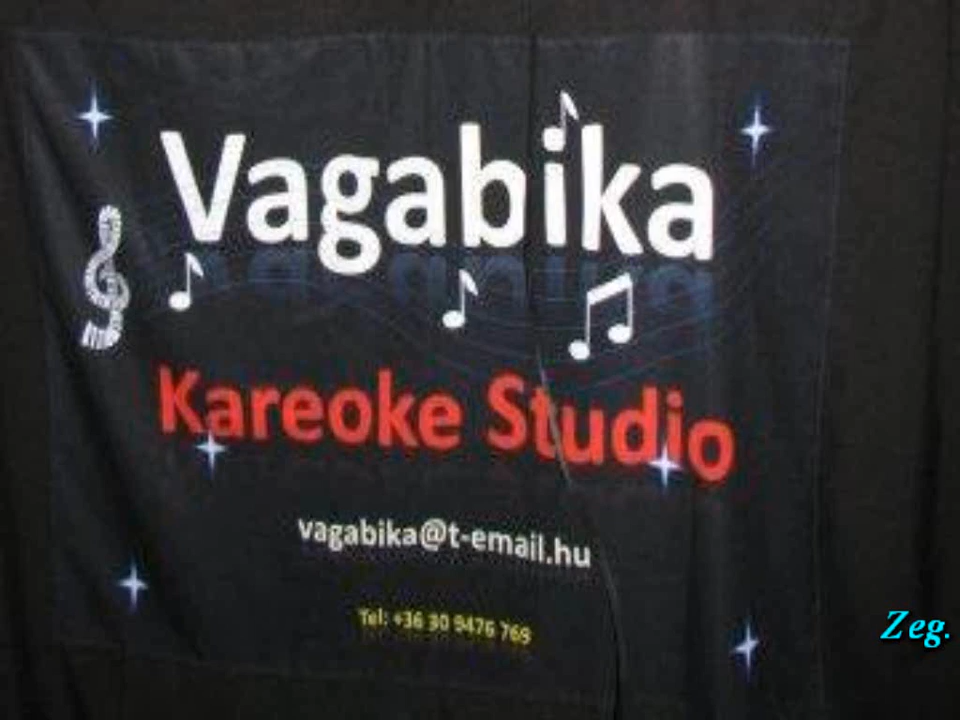 Vagabika
Kareoke Studio
vagabika@t-email.hu
Tel: +36 30 9476 769
Zeg.